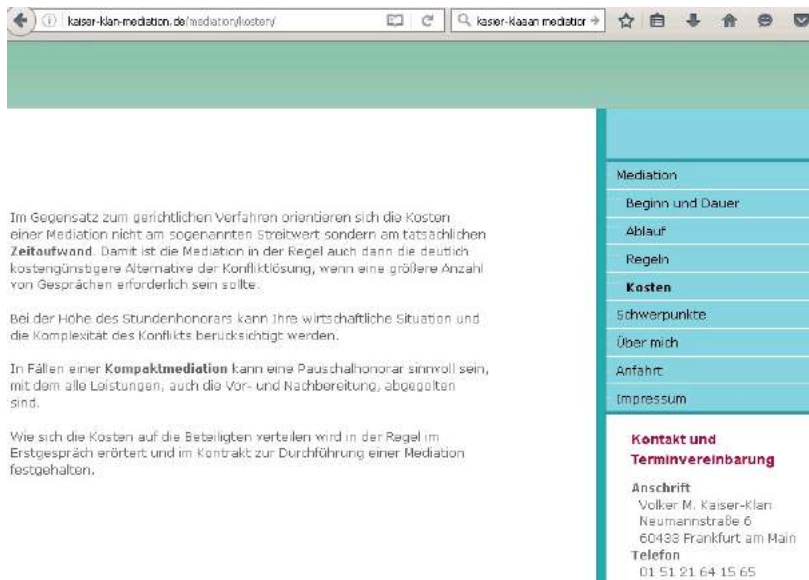 kaiser-klan-mediation.de/mediation/kosten/
kasier-klaaan mediation
Im Gegensatz zum gerichtlichen Verfahren orientieren sich die Kosten
einer Mediation nicht am sogenannten Streitwert sondern am tatsächlichen
Zeitaufwand. Damit ist die Mediation in der Regel auch dann die deutlich
kostengünstigere Alternative der Konfliktlösung, wenn eine größere Anzahl
von Gesprächen erforderlich sein sollte.
Bei der Höhe des Stundenhonorars kann Ihre wirtschaftliche Situation und
die Komplexität des Konflikts berücksichtigt werden.
In Fällen einer Kompaktmediation kann eine Pauschalhonorar sinnvoll sein,
mit dem alle Leistungen, auch die Vor- und Nachbereitung, abgegolten
sind.
Wie sich die Kosten auf die Beteiligten verteilen wird in der Regel im
Erstgespräch erörtert und im Kontrakt zur Durchführung einer Mediation
festgehalten.
Mediation
Beginn und Dauer
Ablauf
Regeln
Kosten
Schwerpunkte
Über mich
Anfahrt
Impressum
Kontakt und
Terminvereinbarung
Anschrift
Volker M. Kaiser-Klan
Neumannstraße 6
60433 Frankfurt am Main
Telefon
01 51 21 64 15 65